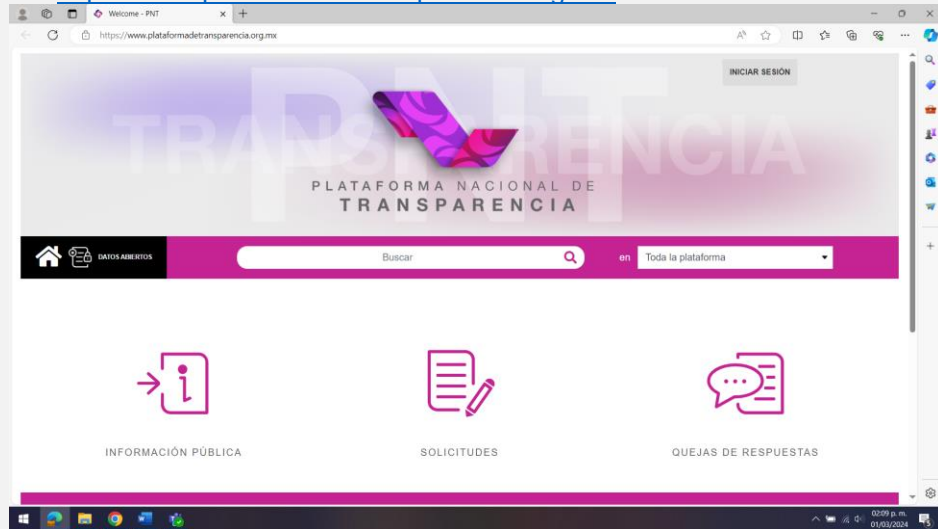 Welcome - PNT
https://www.plataformadetransparencia.org.mx
INICIAR SESIÓN
PNT
TRANSPARENCIA
PLATAFORMA NACIONAL DE
TRANSPARENCIA
DATOS ABIERTOS
Buscar
en
Toda la plataforma
INFORMACIÓN PÚBLICA
SOLICITUDES
QUEJAS DE RESPUESTAS
02:09 p. m.
01/03/2024